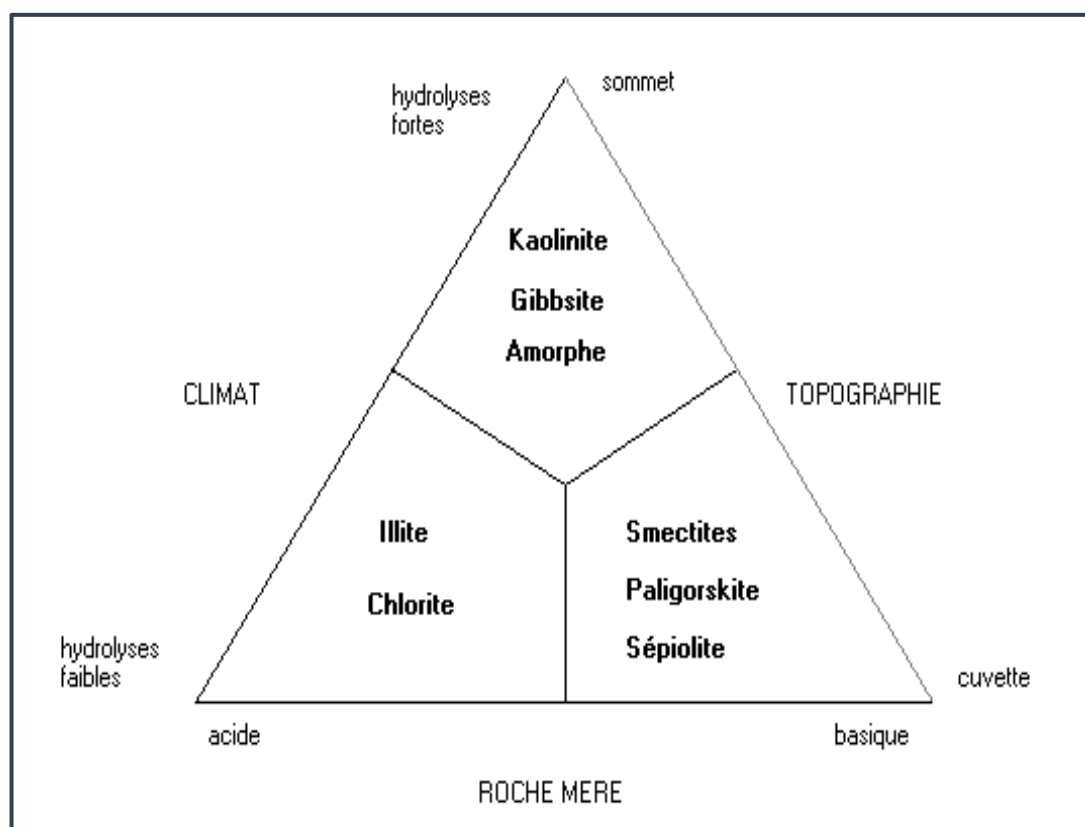 sommet
hydrolyses
fortes
Kaolinite
Gibbsite
Amorphe
CLIMAT
TOPOGRAPHIE
Illite
Smectites
Chlorite
Paligorskite
Sépiolite
hydrolyses
faibles
cuvette
acide
basique
ROCHE MERE